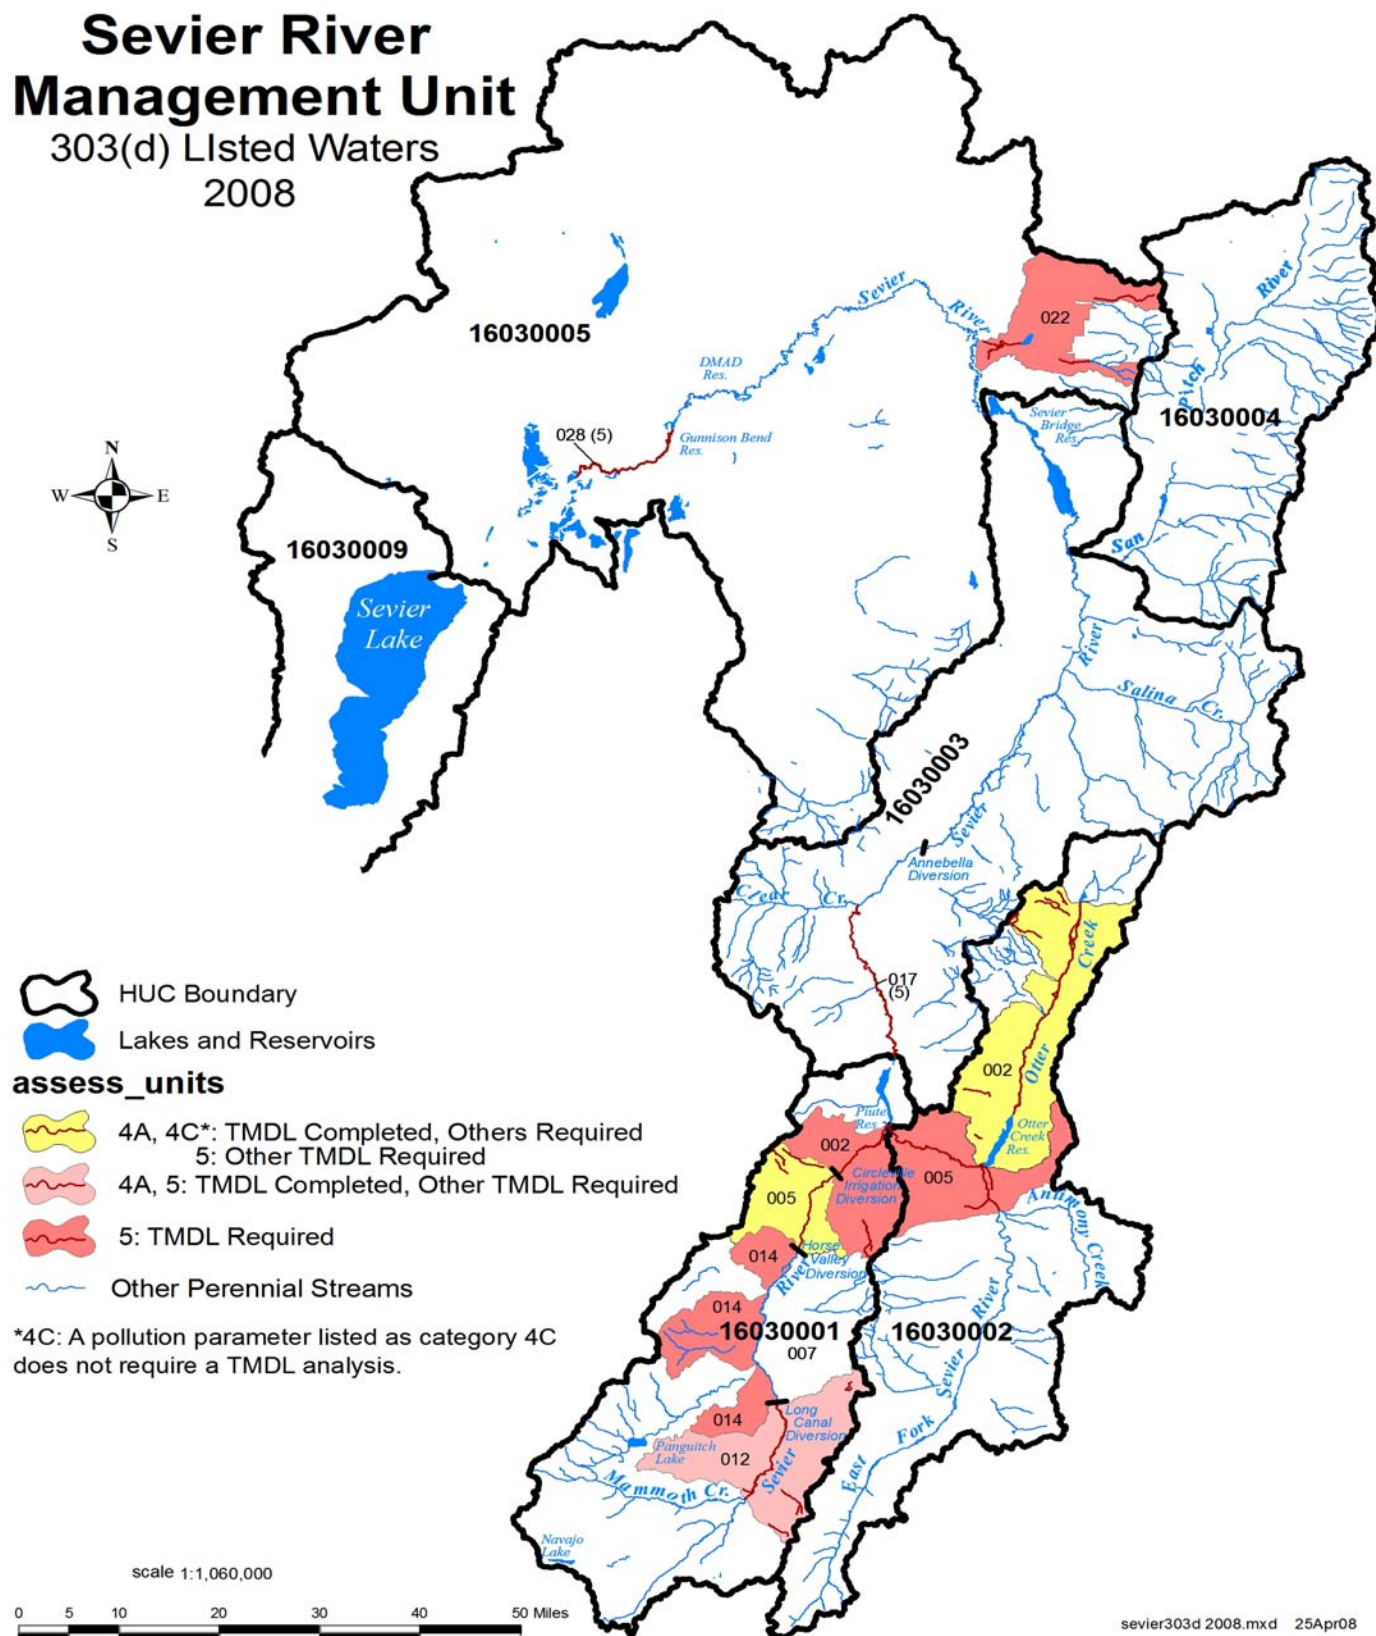 Sevier River
Management Unit
303(d) LIsted Waters
2008
Sevier
River
022
River
16030005
DMAD
Res.
Pitch
16030004
Sevier
Bridge
Res.
028 (5)
Gunnison Bend
Res.
N
W
E
S
San
16030009
Sevier
Lake
River
Salina
Cr.
16030003
Sevier
Annebella
Diversion
Clear
Cr.
Creek
017
(5)
HUC Boundary
Lakes and Reservoirs
assess_units
002
Otter
4A, 4C*: TMDL Completed, Others Required
5: Other TMDL Required
4A, 5: TMDL Completed, Other TMDL Required
5: TMDL Required
Other Perennial Streams
*4C: A pollution parameter listed as category 4C
does not require a TMDL analysis.
Piute
Res.
Otter
Creek
Res.
002
Circleville
Irrigation
Diversion
005
005
Antimony Creek
014
Horse
Valley
Diversion
River
River
014
16030001
16030002
007
Sevier
Long
Canal
Diversion
014
Fork
Panguitch
Lake
012
Sevier
East
Mammoth Cr.
Navajo
Lake
scale 1:1,060,000
0 5 10 20 30 40 50 Miles
sevier303d 2008.mxd 25Apr08